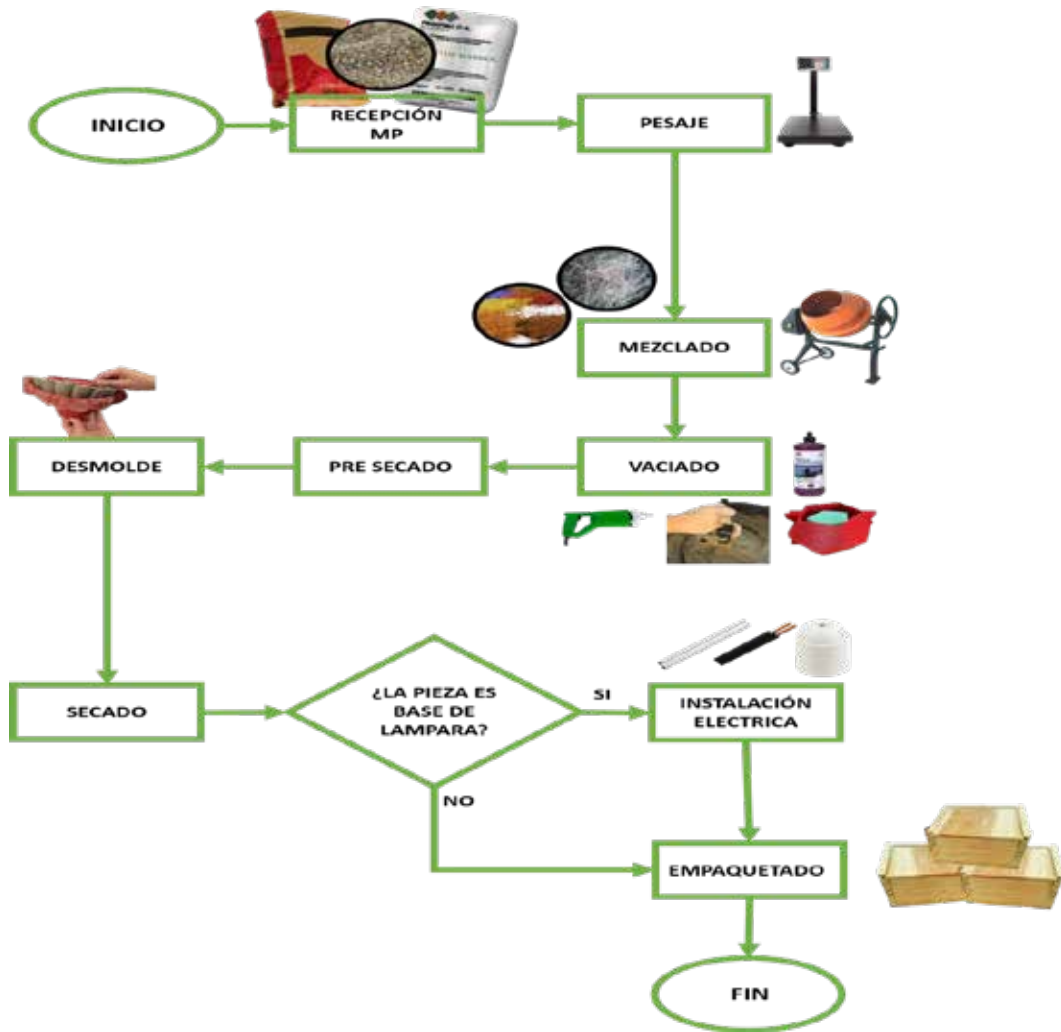 INICIO
RECEPCIÓN
MP
PESAJE
MEZCLADO
DESMOLDE
PRE SECADO
VACIADO
SECADO
¿LA PIEZA ES
BASE DE
LAMPARA?
SI
INSTALACIÓN
ELECTRICA
NO
EMPAQUETADO
FIN